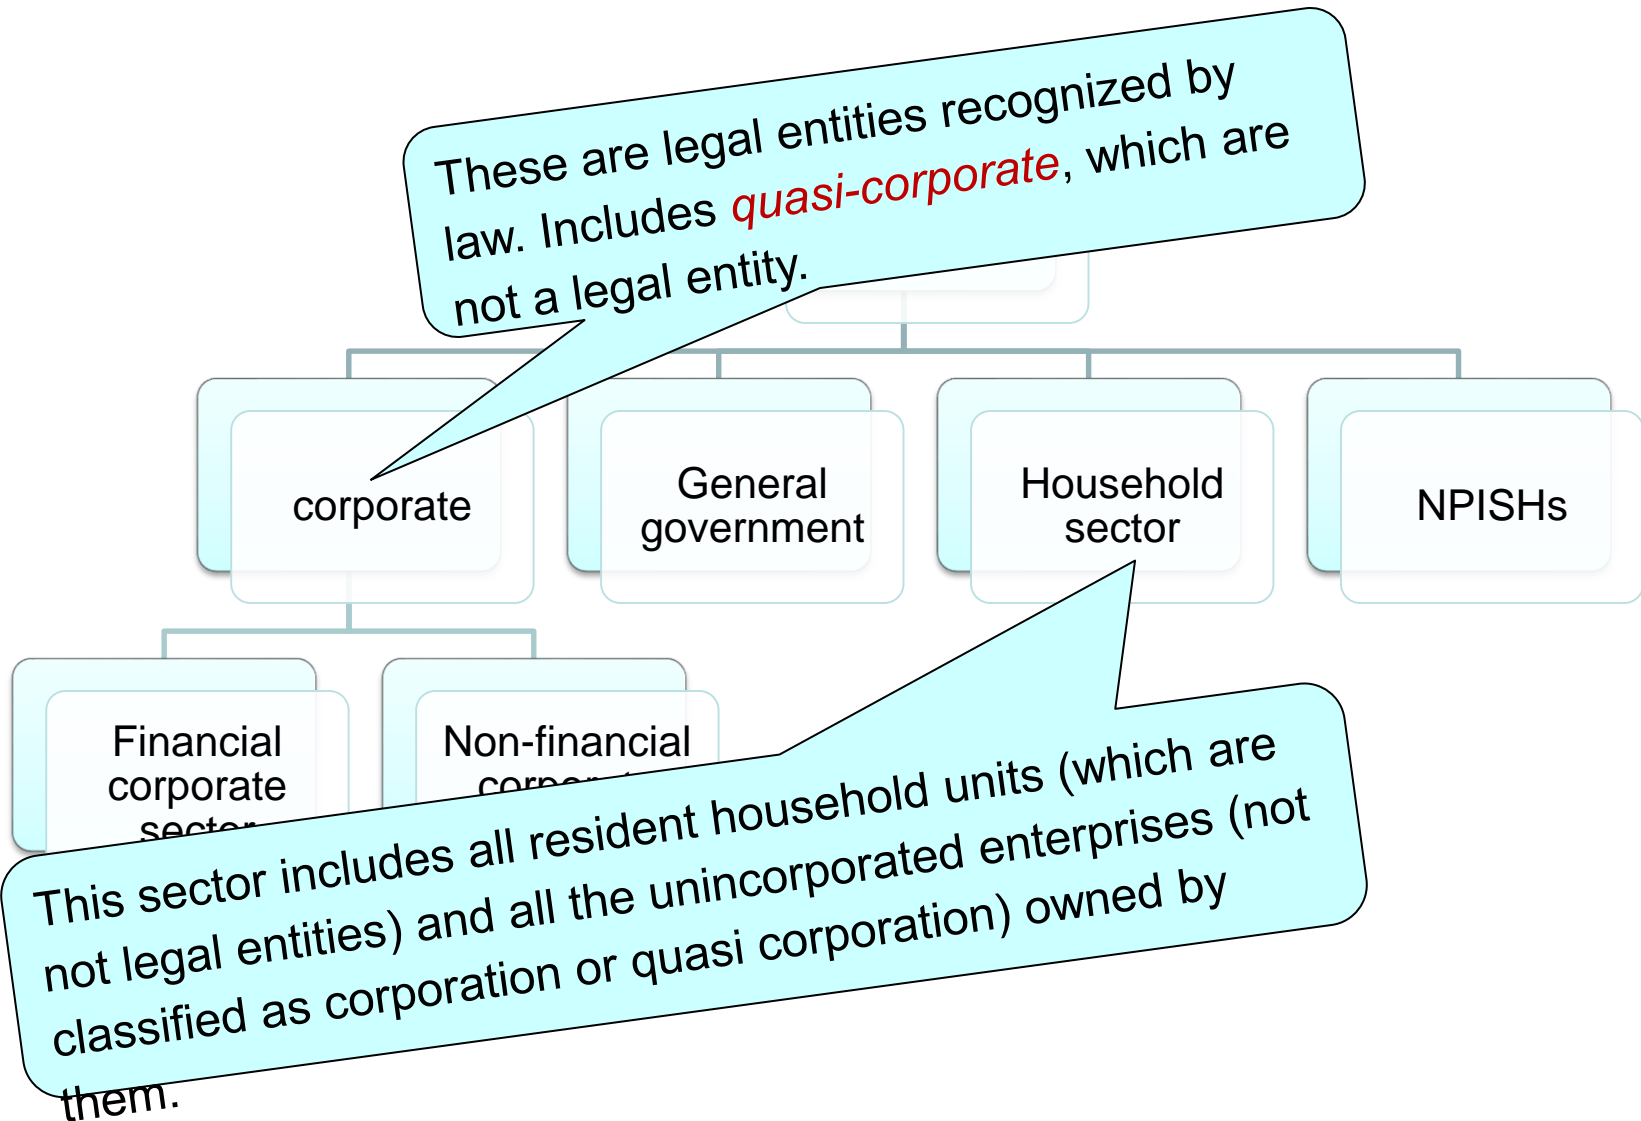 These are legal entities recognized by
law. Includes quasi-corporate, which are
not a legal entity.
corporate
General
government
Household
sector
NPISHs
Financial
corporate
sector
Non-financial
This sector includes all resident household units (which are
not legal entities) and all the unincorporated enterprises (not
classified as corporation or quasi corporation) owned by
them.